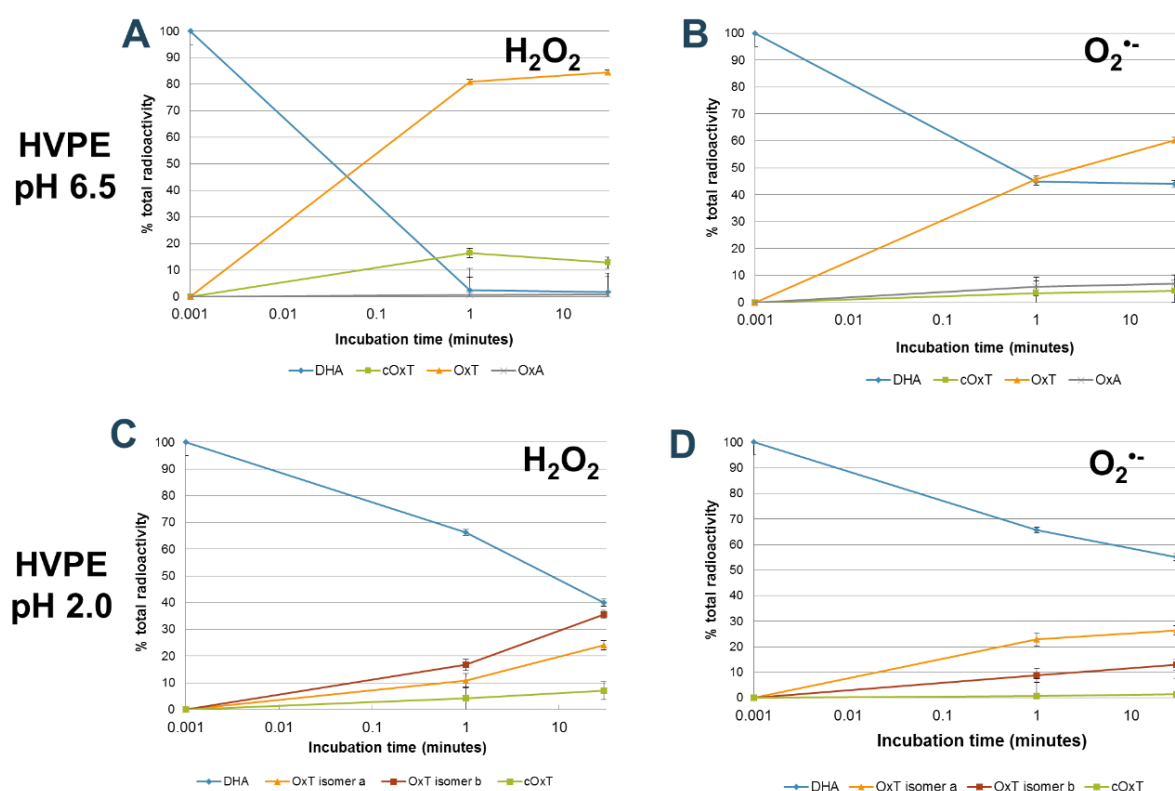 A
H₂O₂
% total radioactivity
100
90
80
70
60
50
40
30
20
10
0
0.001 0.01 0.1 1 10
Incubation time (minutes)
DHA cOxT OxT OxA
B
O₂•-
% total radioactivity
100
90
80
70
60
50
40
30
20
10
0
0.001 0.01 0.1 1 10
Incubation time (minutes)
DHA cOxT OxT OxA
HVPE
pH 6.5
C
H₂O₂
% total radioactivity
100
90
80
70
60
50
40
30
20
10
0
0.001 0.01 0.1 1 10
Incubation time (minutes)
DHA OxT isomer a OxT isomer b cOxT
D
O₂•-
% total radioactivity
100
90
80
70
60
50
40
30
20
10
0
0.001 0.01 0.1 1 10
Incubation time (minutes)
DHA OxT isomer a OxT isomer b cOxT
HVPE
pH 2.0